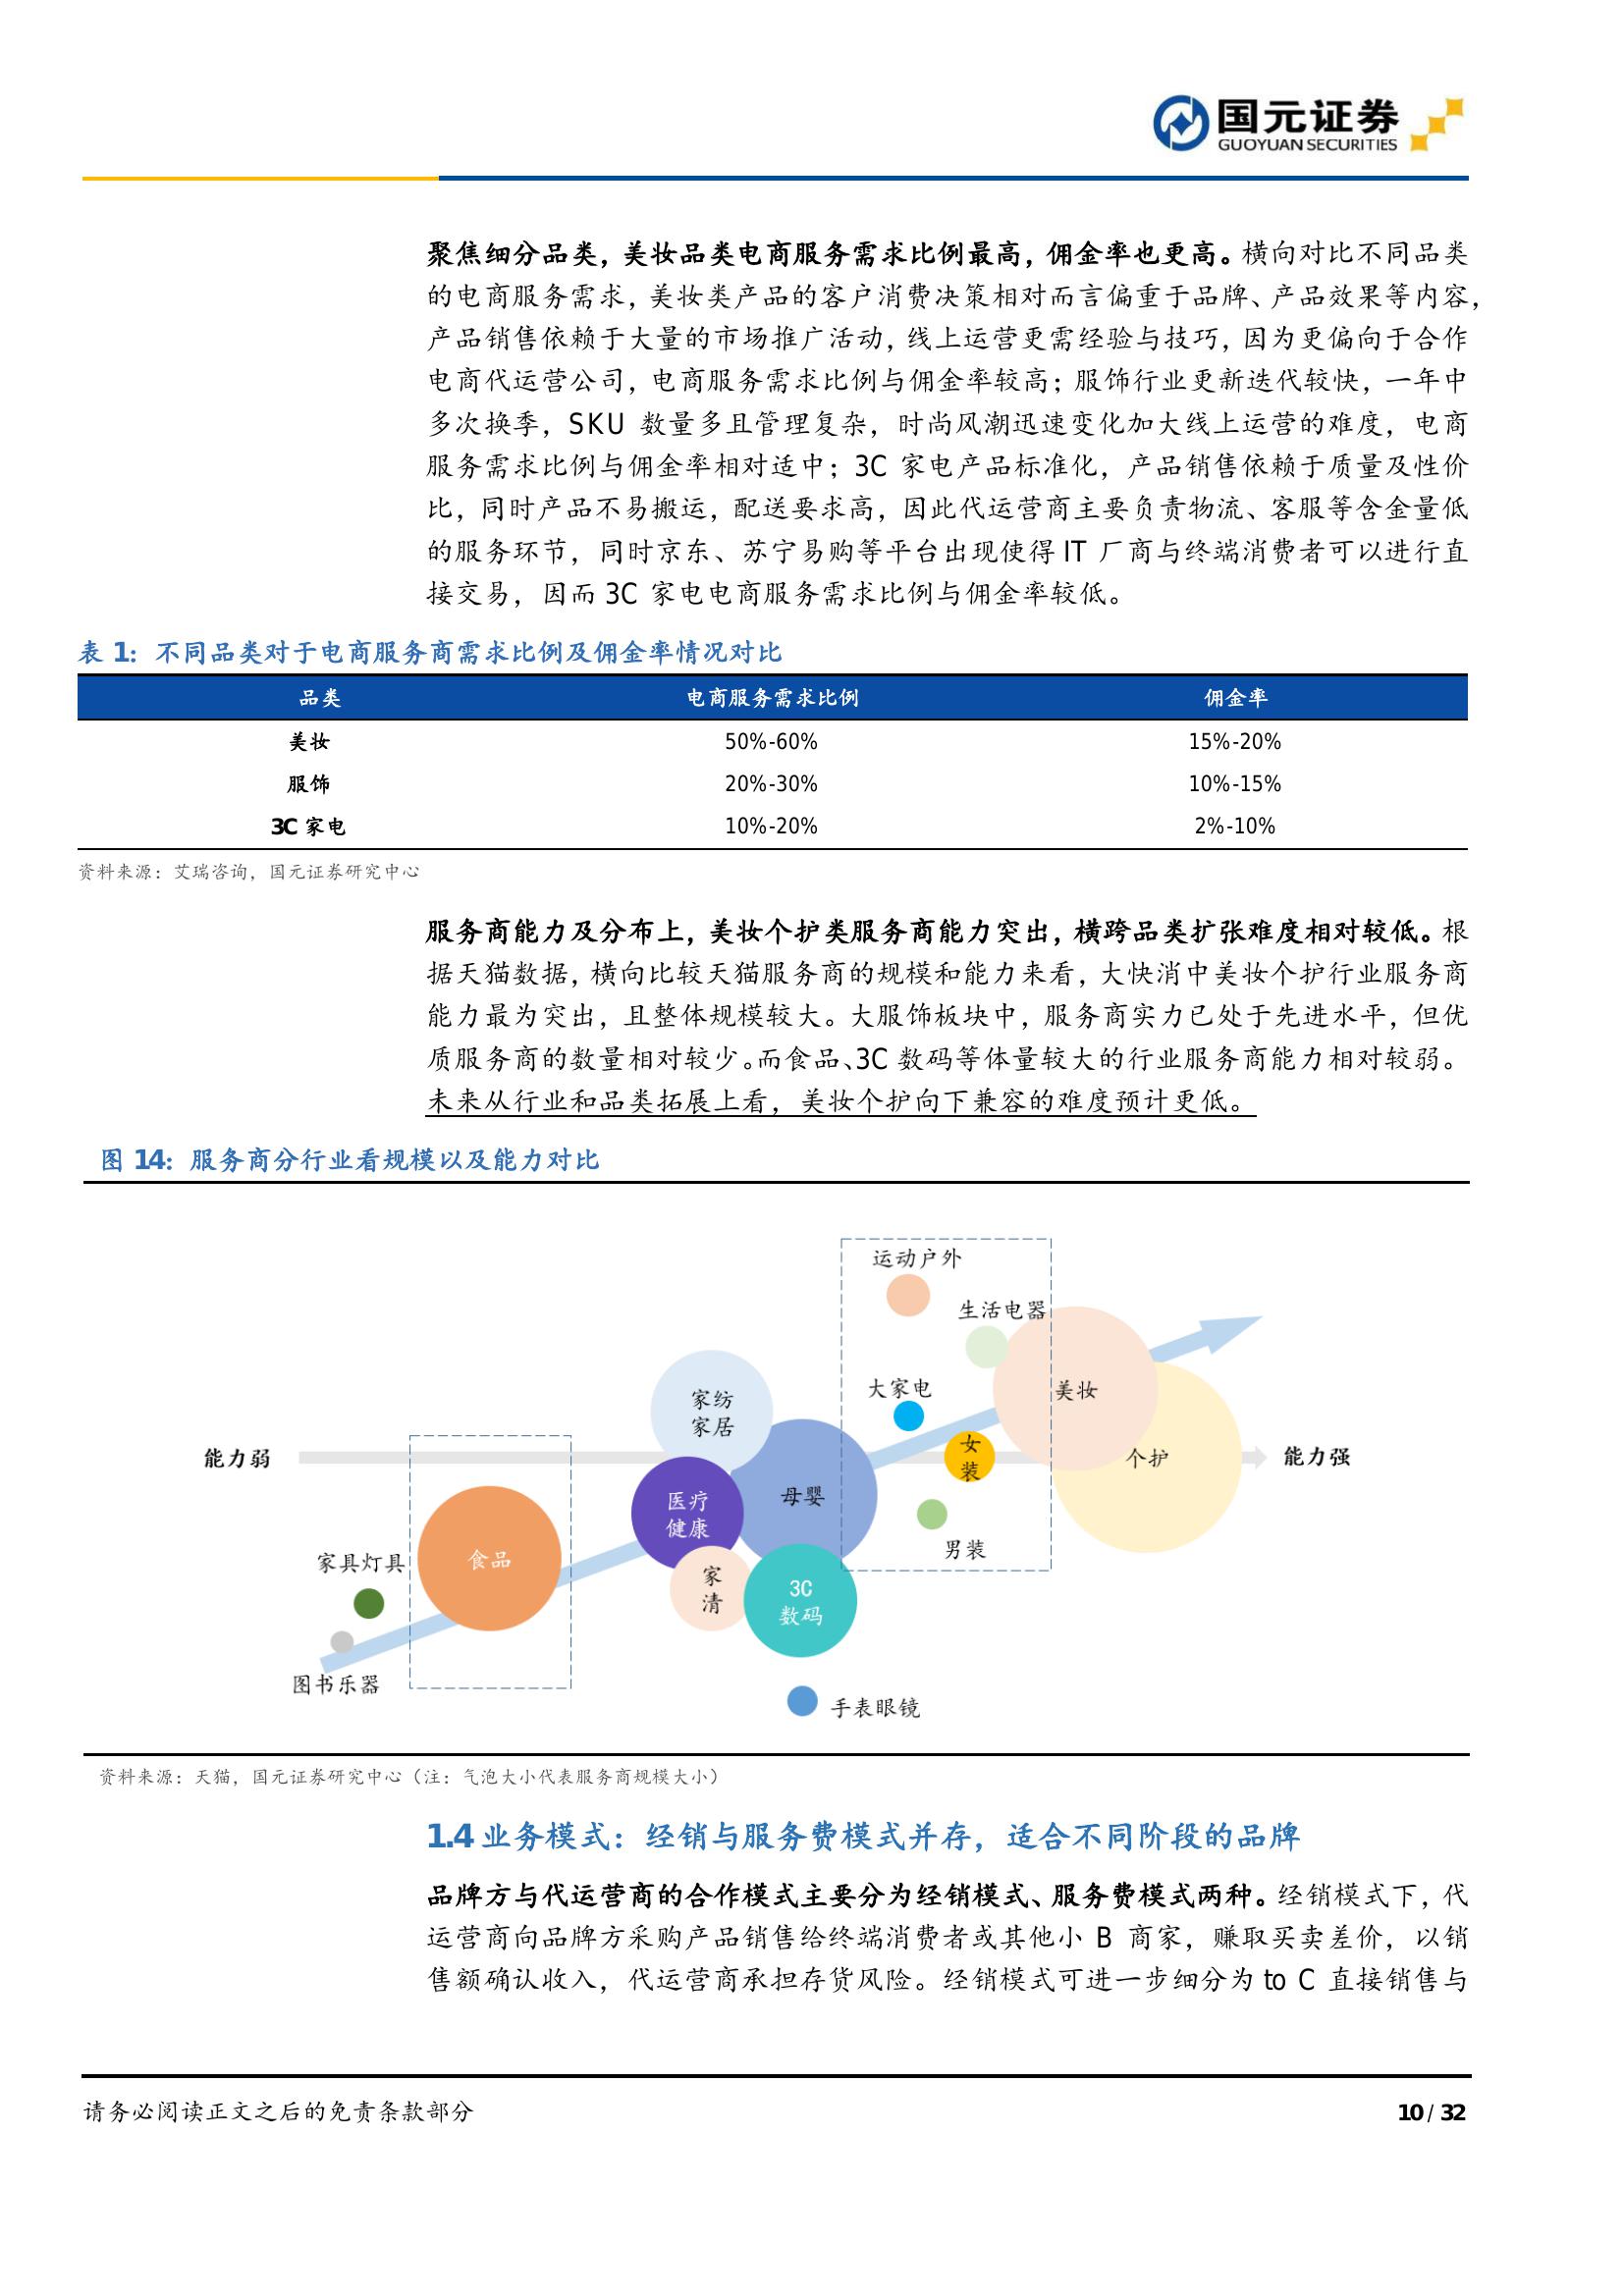 国元证券
GUOYUAN SECURITIES
聚焦细分品类，美妆品类电商服务需求比例最高，佣金率也更高。横向对比不同品类
的电商服务需求，美妆类产品的客户消费决策相对而言偏重于品牌、产品效果等内容，
产品销售依赖于大量的市场推广活动，线上运营更需经验与技巧，因为更偏向于合作
电商代运营公司，电商服务需求比例与佣金率较高；服饰行业更新迭代较快，一年中
多次换季，SKU 数量多且管理复杂，时尚风潮迅速变化加大线上运营的难度，电商
服务需求比例与佣金率相对适中；3C 家电产品标准化，产品销售依赖于质量及性价
比，同时产品不易搬运，配送要求高，因此代运营商主要负责物流、客服等含金量低
的服务环节，同时京东、苏宁易购等平台出现使得 IT 厂商与终端消费者可以进行直
接交易，因而 3C 家电电商服务需求比例与佣金率较低。
表 1：不同品类对于电商服务商需求比例及佣金率情况对比
品类 电商服务需求比例 佣金率
美妆 50%-60% 15%-20%
服饰 20%-30% 10%-15%
3C 家电 10%-20% 2%-10%
资料来源：艾瑞咨询，国元证券研究中心
服务商能力及分布上，美妆个护类服务商能力突出，横跨品类扩张难度相对较低。根
据天猫数据，横向比较天猫服务商的规模和能力来看，大快消中美妆个护行业服务商
能力最为突出，且整体规模较大。大服饰板块中，服务商实力已处于先进水平，但优
质服务商的数量相对较少。而食品、3C 数码等体量较大的行业服务商能力相对较弱。
未来从行业和品类拓展上看，美妆个护向下兼容的难度预计更低。
图 14：服务商分行业看规模以及能力对比
运动户外
生活电器
大家电
美妆
家纺
家居
女
装
能力弱
个护
能力强
母婴
医疗
健康
男装
家具灯具
食品
家
清
3C
数码
图书乐器
手表眼镜
资料来源：天猫，国元证券研究中心（注：气泡大小代表服务商规模大小）
1.4 业务模式：经销与服务费模式并存，适合不同阶段的品牌
品牌方与代运营商的合作模式主要分为经销模式、服务费模式两种。经销模式下，代
运营商向品牌方采购产品销售给终端消费者或其他小 B 商家，赚取买卖差价，以销
售额确认收入，代运营商承担存货风险。经销模式可进一步细分为 to C 直接销售与
请务必阅读正文之后的免责条款部分
10 / 32